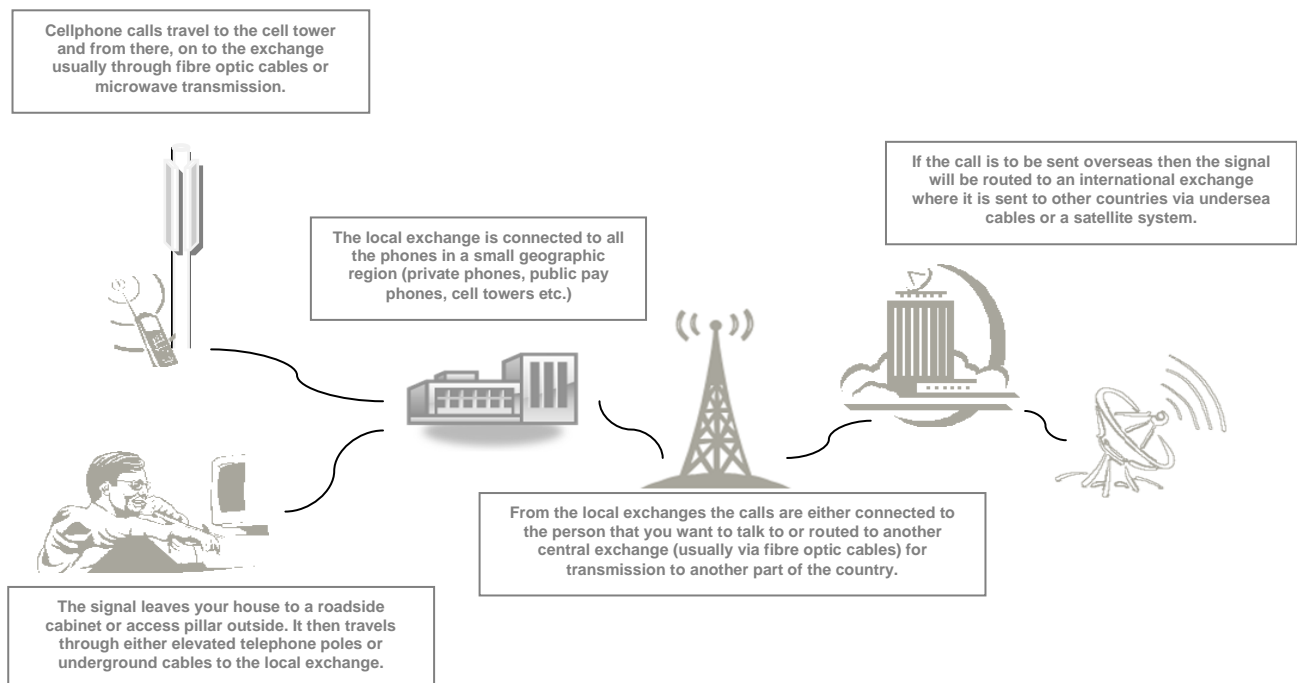 Cellphone calls travel to the cell tower
and from there, on to the exchange
usually through fibre optic cables or
microwave transmission.
If the call is to be sent overseas then the signal
will be routed to an international exchange
where it is sent to other countries via undersea
cables or a satellite system.
The local exchange is connected to all
the phones in a small geographic
region (private phones, public pay
phones, cell towers etc.)
From the local exchanges the calls are either connected to
the person that you want to talk to or routed to another
central exchange (usually via fibre optic cables) for
transmission to another part of the country.
The signal leaves your house to a roadside
cabinet or access pillar outside. It then travels
through either elevated telephone poles or
underground cables to the local exchange.